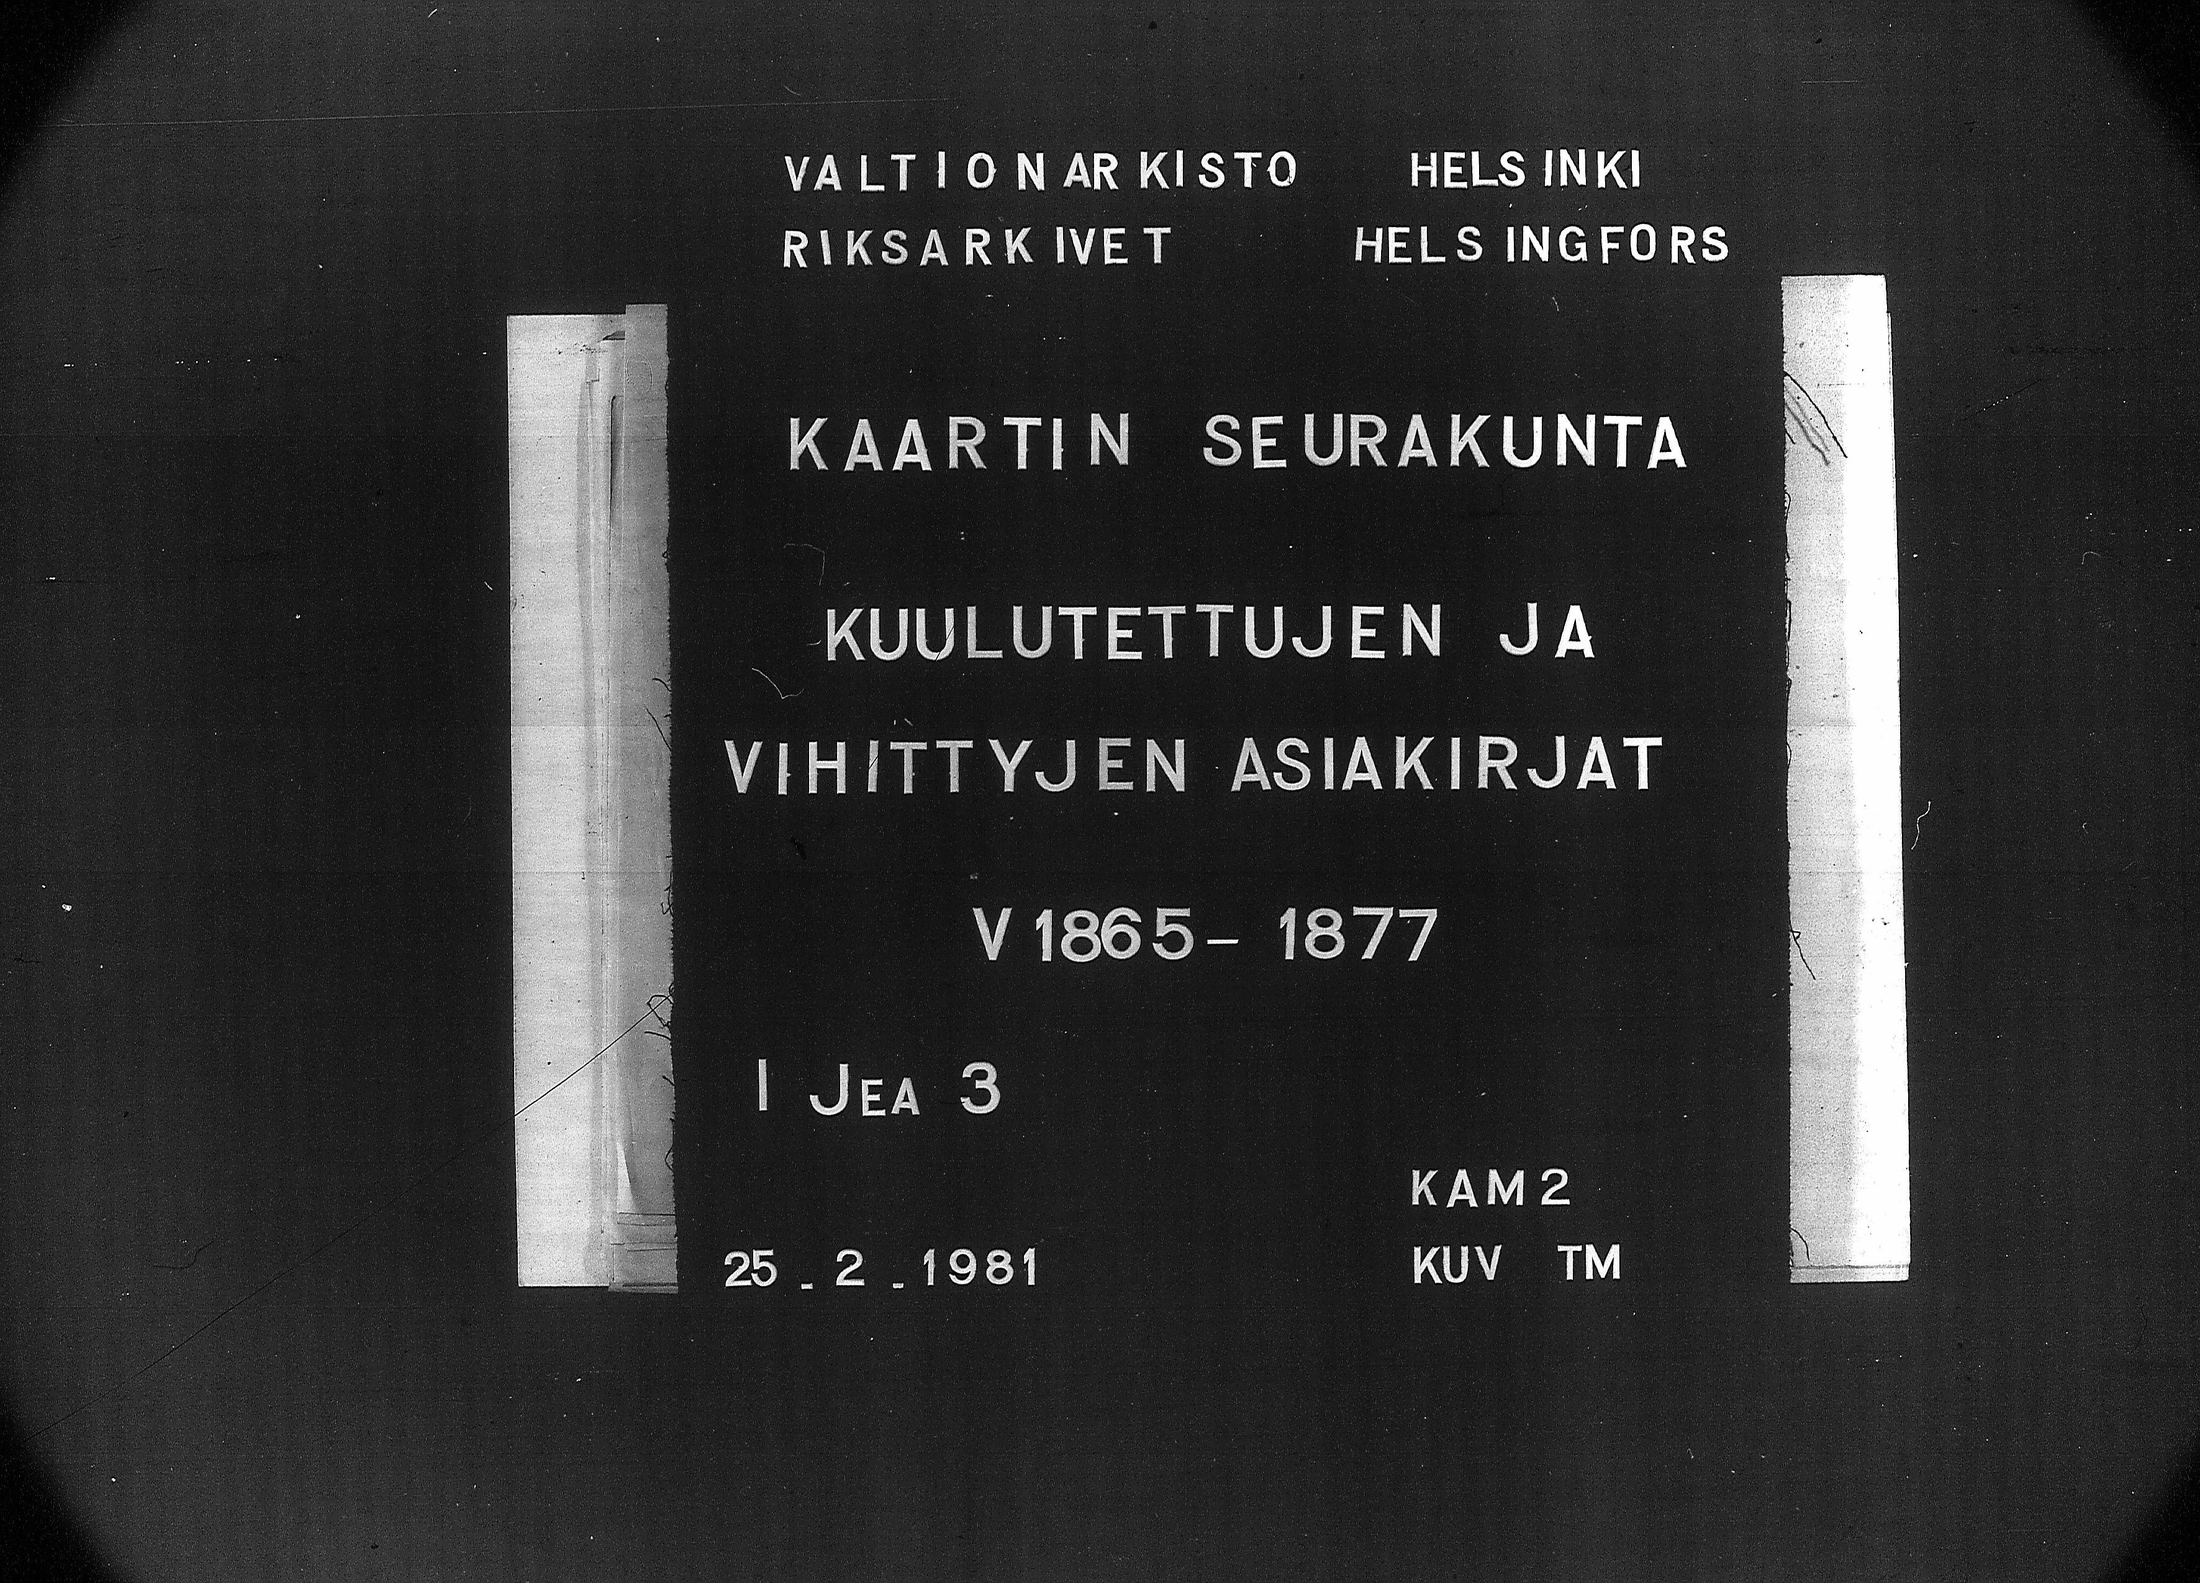 VALTIONARKISTO HELSINKI
RIKSARKIVET HELSINGFORS
KAARTIN SEURAKUNTA
KUULUTETTUJEN JA
VIHITTYJEN ASIAKIRJAT
V 1865 – 1877
I JEA 3
KAM 2
25 - 2 - 1981 KUV TM